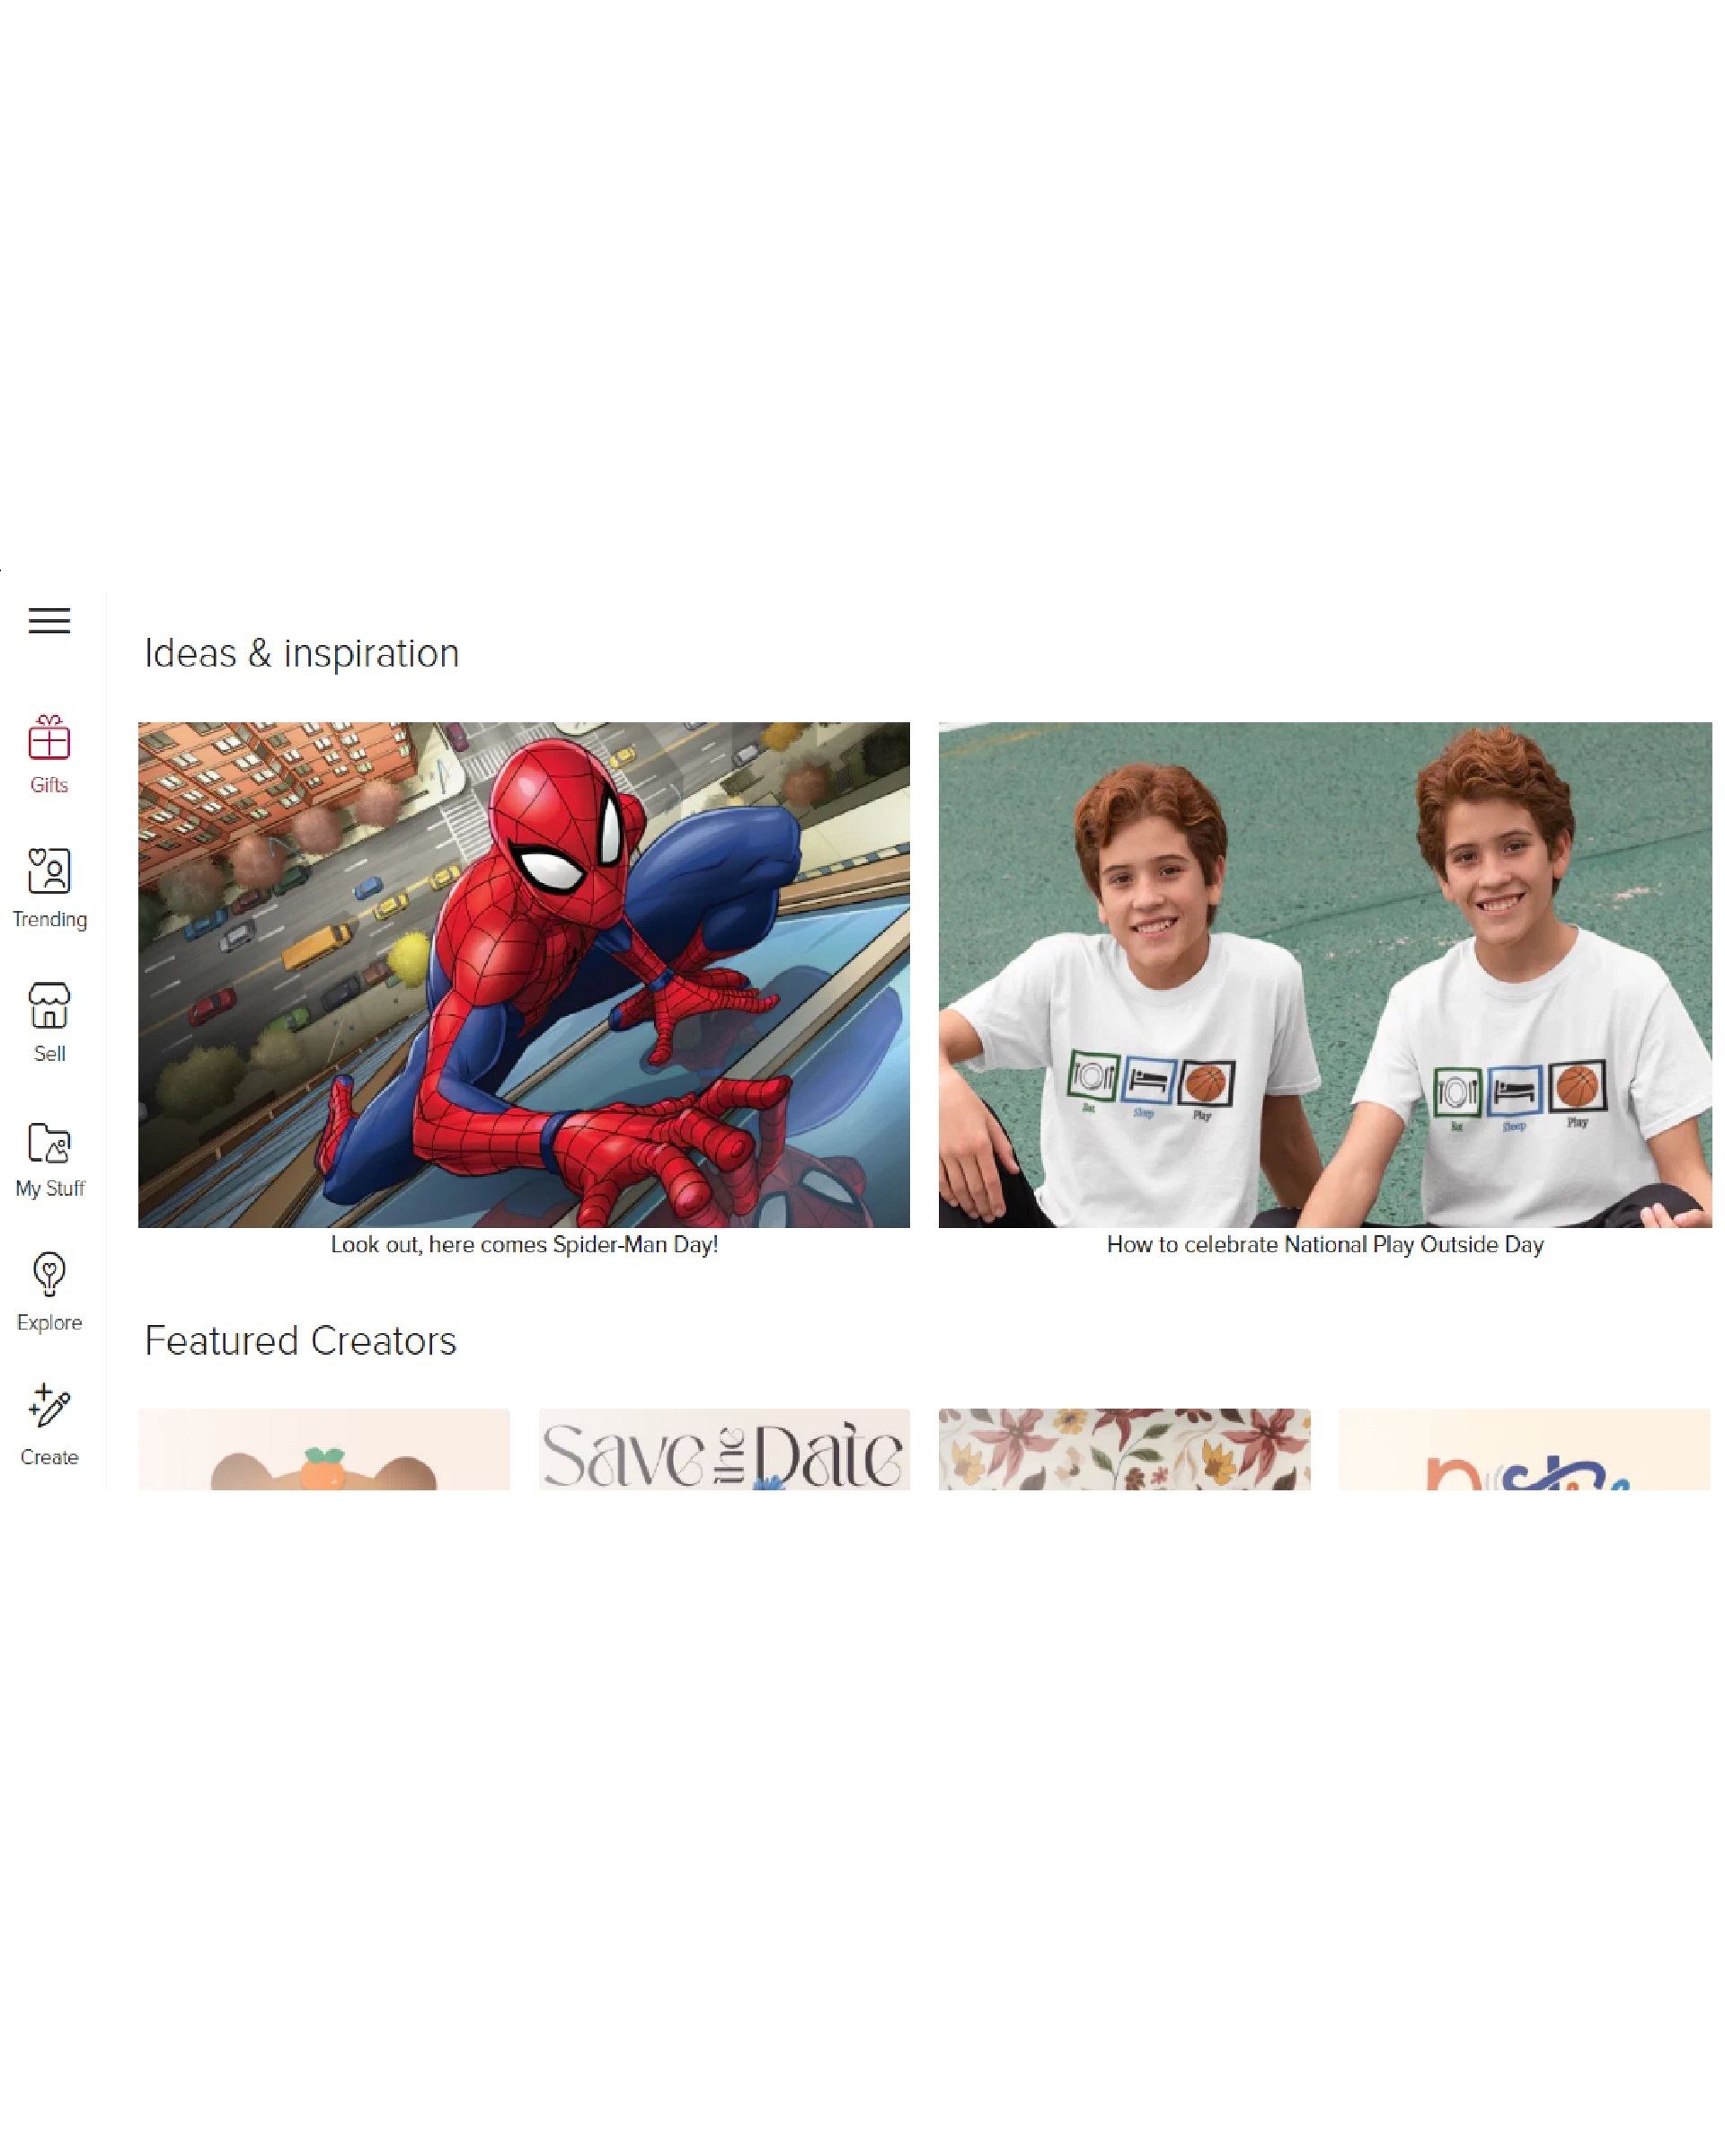 Ideas & inspiration
Gifts
Trending
Sell
My Stuff
Explore
Create
Eat Sleep Play
Eat Sleep Play
Look out, here comes Spider-Man Day!
How to celebrate National Play Outside Day
Featured Creators
Save the Date